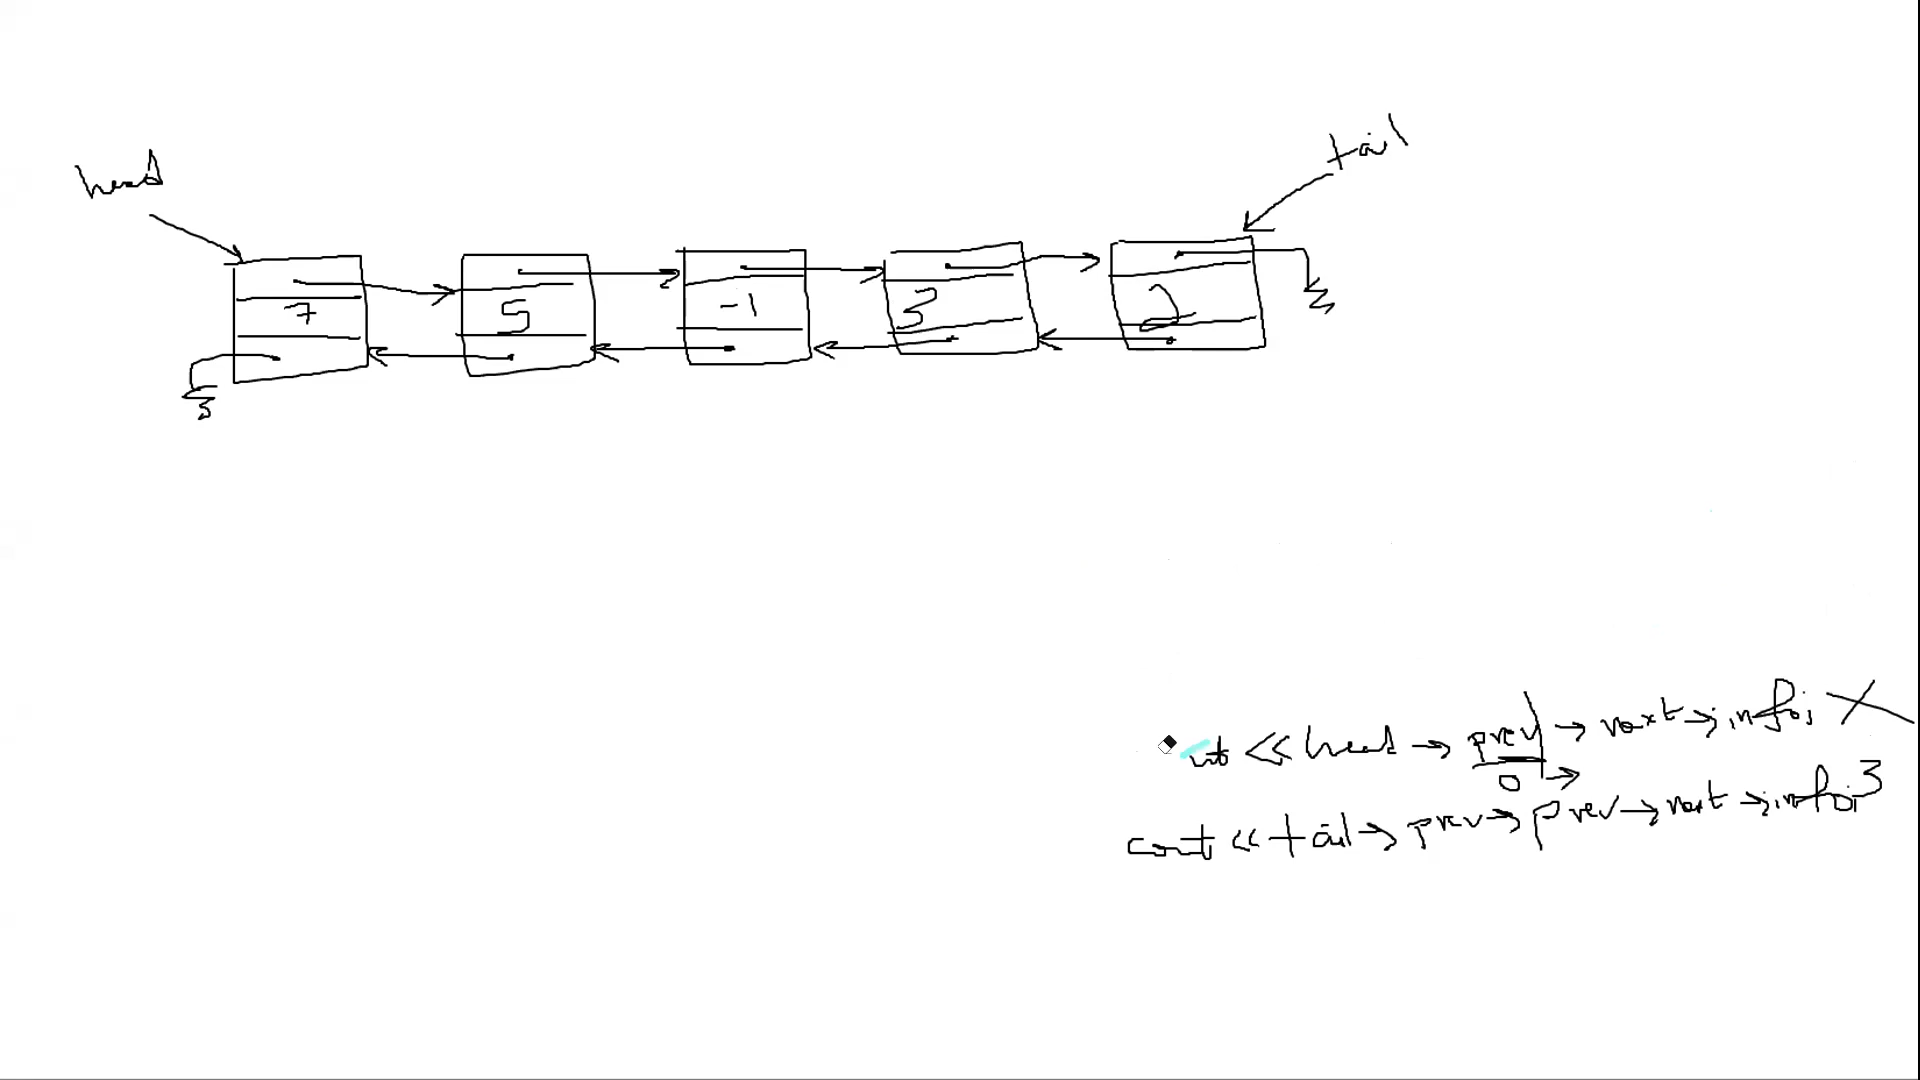 head
tail
7 5 -1 3 2
ut << head → prev → next → info; X
0 →
cout << tail → prev → prev → next → info; 3